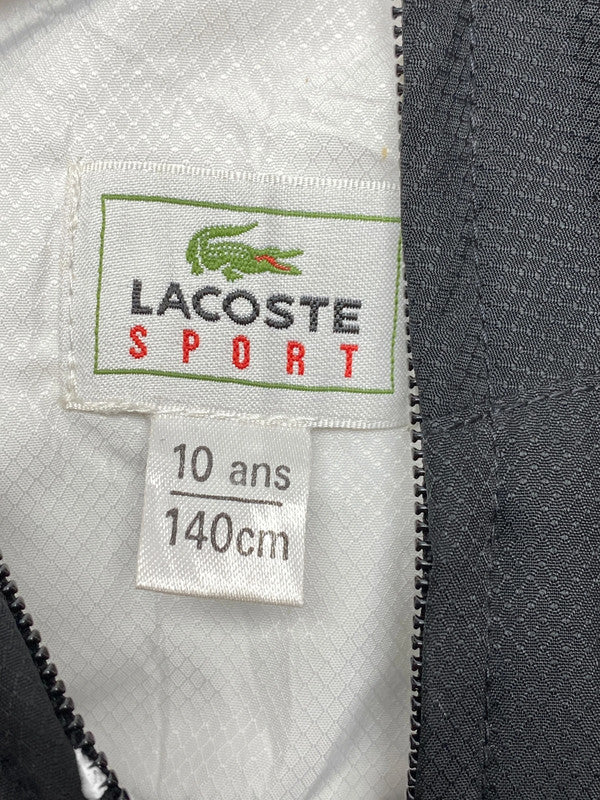 LACOSTE
SPORT
10 ans
140cm